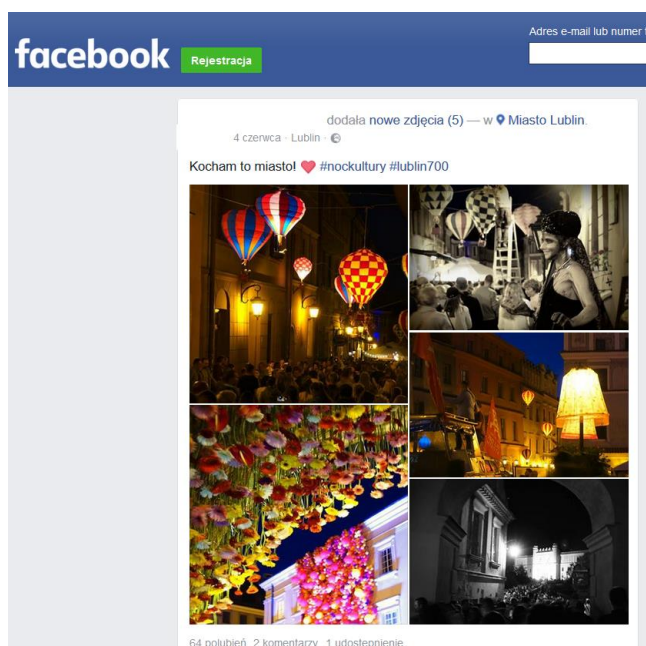 Adres e-mail lub numer
facebook
Rejestracja
dodała nowe zdjęcia (5) — w Miasto Lublin.
4 czerwca · Lublin ·
Kocham to miasto! ❤ #nockultury #lublin700
64 polubień 2 komentarzy 1 udostępnienie